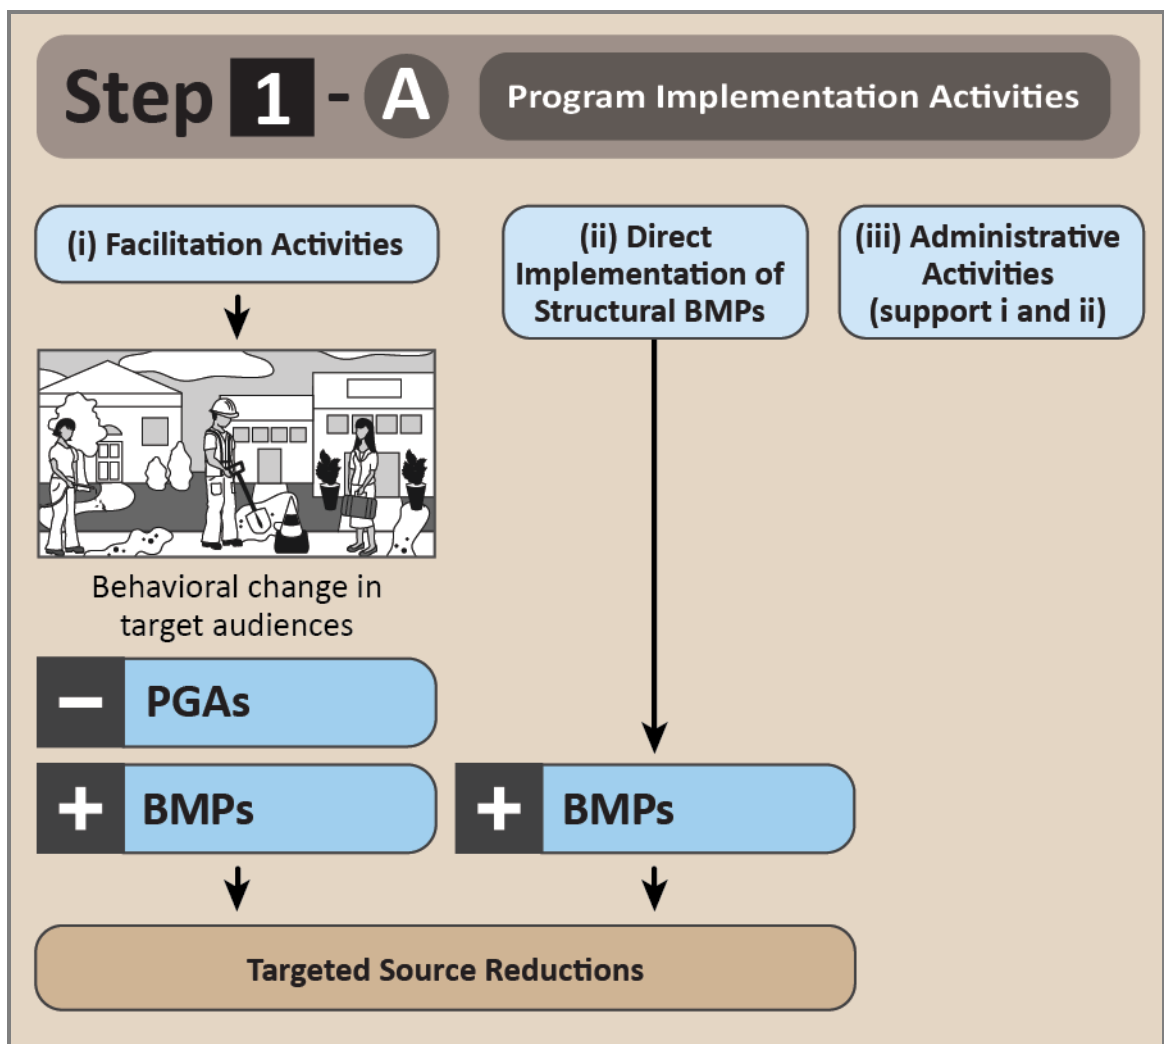 Step 1 - A Program Implementation Activities
(i) Facilitation Activities
(ii) Direct
Implementation of
Structural BMPs
(iii) Administrative
Activities
(support i and ii)
Behavioral change in
target audiences
− PGAs
+ BMPs
+ BMPs
Targeted Source Reductions